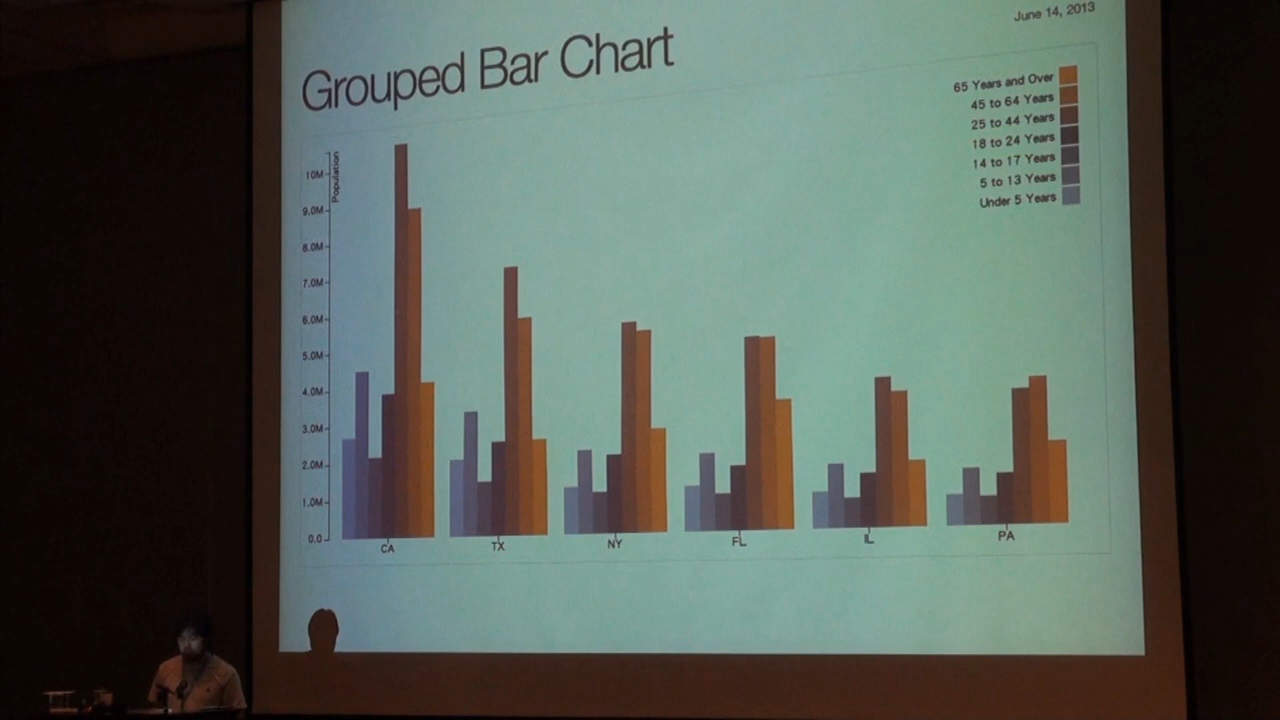 June 14, 2013
Grouped Bar Chart
65 Years and Over
45 to 64 Years
25 to 44 Years
18 to 24 Years
14 to 17 Years
5 to 13 Years
Under 5 Years
Population
10M
9.0M
8.0M
7.0M
6.0M
5.0M
4.0M
3.0M
2.0M
1.0M
0.0
CA
TX
NY
FL
IL
PA